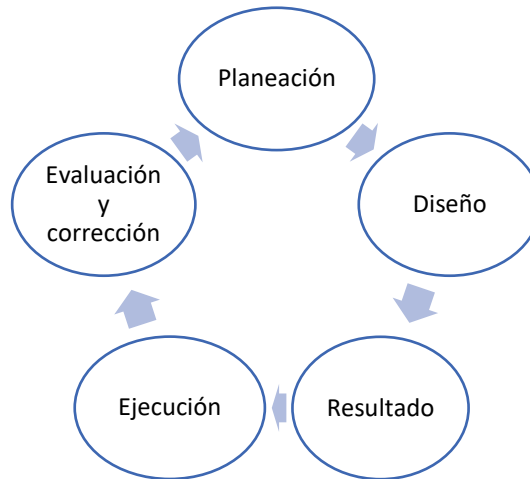 Planeación
Diseño
Resultado
Ejecución
Evaluación
y
corrección